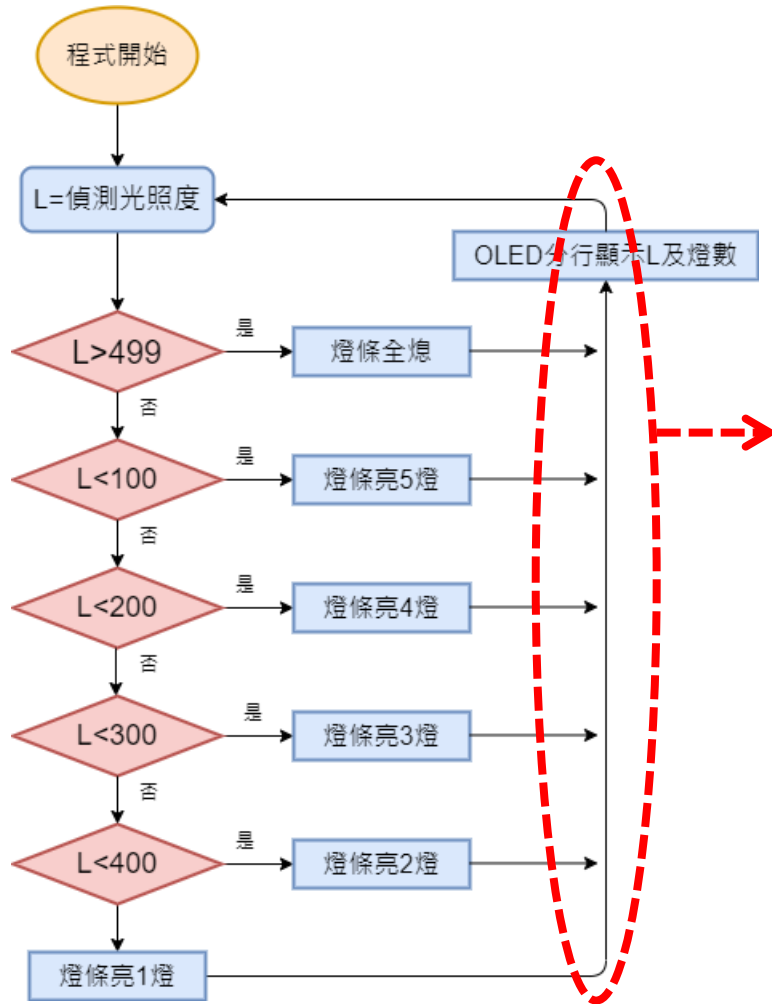 程式開始
L=偵測光照度
OLED分行顯示L及燈數
L>499
是
燈條全熄
否
L<100
是
燈條亮5燈
否
L<200
是
燈條亮4燈
否
L<300
是
燈條亮3燈
否
L<400
是
燈條亮2燈
燈條亮1燈